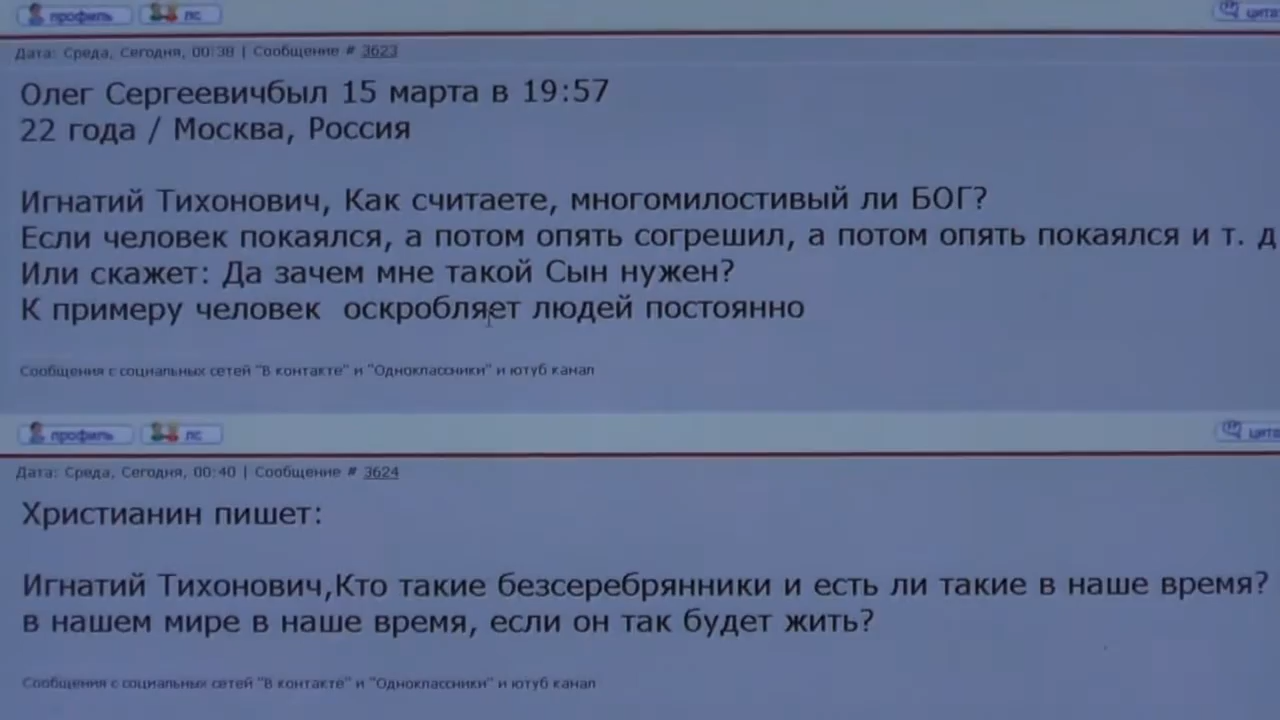 профиль лс цита
Дата: Среда, Сегодня, 00:38 | Сообщение # 3623
Олег Сергеевичбыл 15 марта в 19:57
22 года / Москва, Россия
Игнатий Тихонович, Как считаете, многомилостивый ли БОГ?
Если человек покаялся, а потом опять согрешил, а потом опять покаялся и т. д
Или скажет: Да зачем мне такой Сын нужен?
К примеру человек оскробляет людей постоянно
Сообщения с социальных сетей "В контакте" и "Одноклассники" и ютуб канал
профиль лс цита
Дата: Среда, Сегодня, 00:40 | Сообщение # 3624
Христианин пишет:
Игнатий Тихонович,Кто такие безсеребрянники и есть ли такие в наше время?
в нашем мире в наше время, если он так будет жить?
Сообщения с социальных сетей "В контакте" и "Одноклассники" и ютуб канал